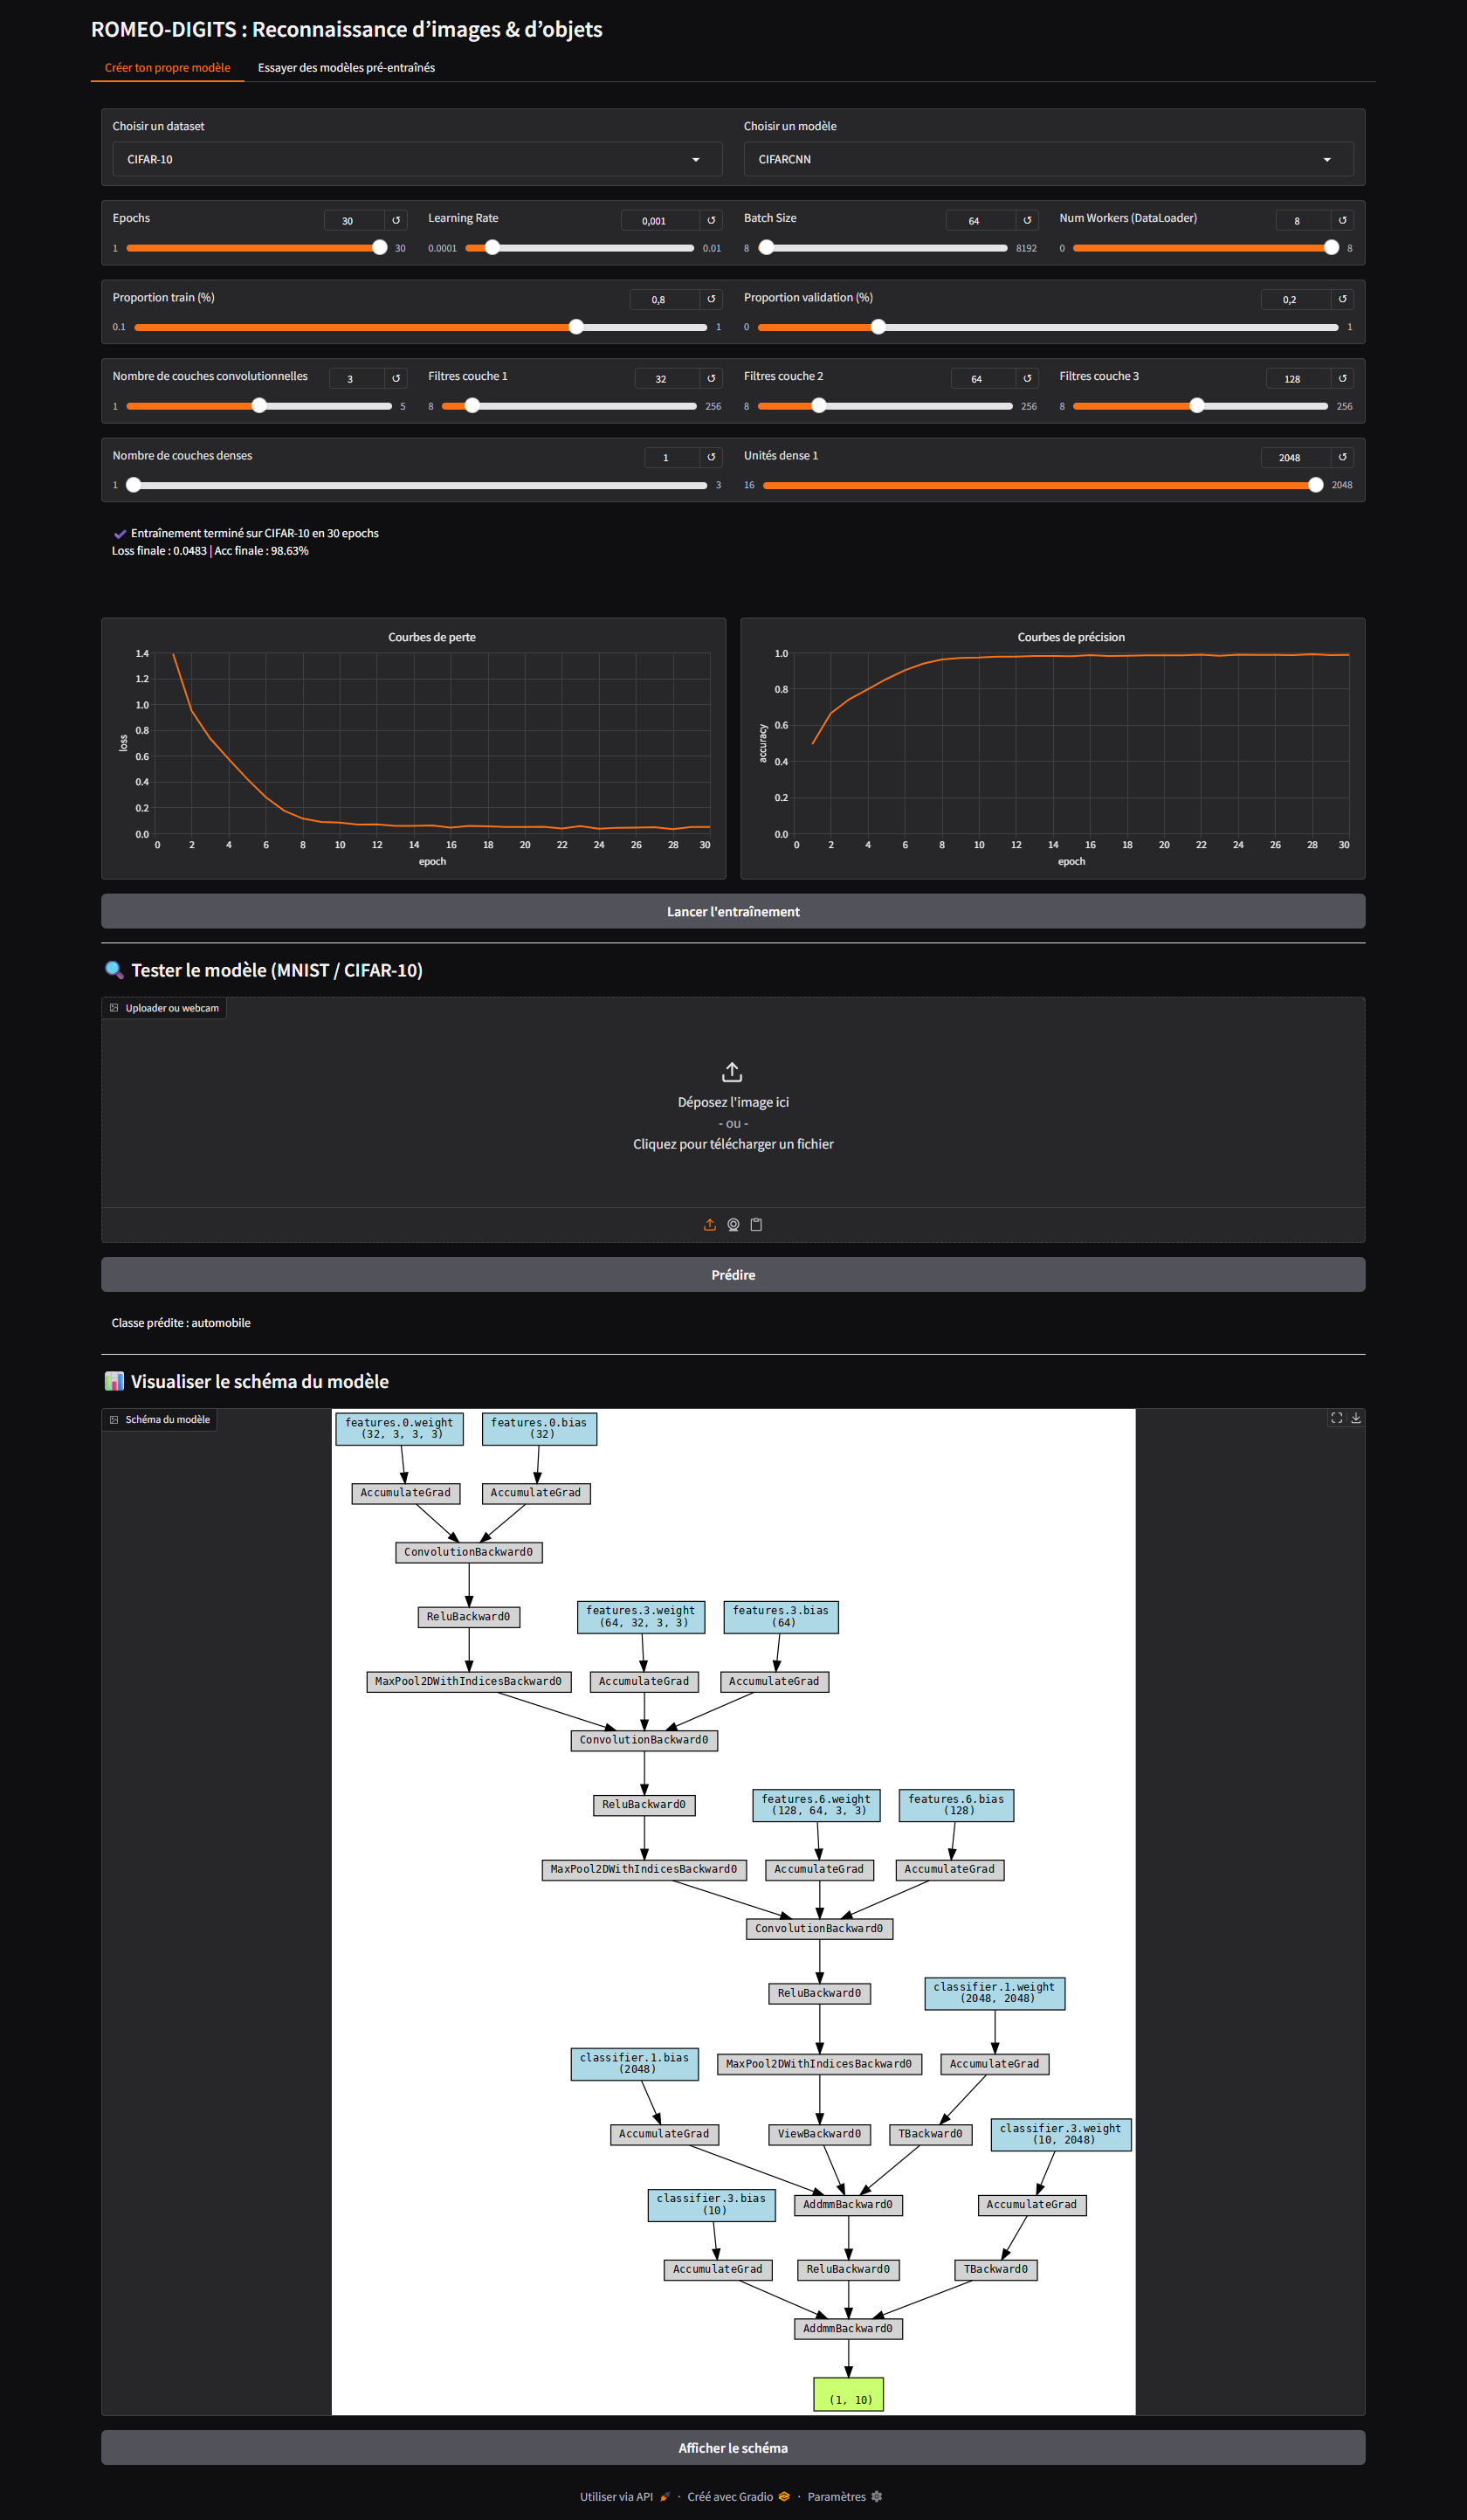 ROMEO-DIGITS : Reconnaissance d’images & d’objets
Créer ton propre modèle Essayer des modèles pré-entraînés
Choisir un dataset Choisir un modèle
CIFAR-10 CIFARCNN
Epochs 30 ↺ Learning Rate 0,001 ↺ Batch Size 64 ↺ Num Workers (DataLoader) 8 ↺
1 30 0.0001 0.01 8 8192 0 8
Proportion train (%) 0,8 ↺ Proportion validation (%) 0,2 ↺
0.1 1 0 1
Nombre de couches convolutionnelles 3 ↺ Filtres couche 1 32 ↺ Filtres couche 2 64 ↺ Filtres couche 3 128 ↺
1 5 8 256 8 256 8 256
Nombre de couches denses 1 ↺ Unités dense 1 2048 ↺
1 3 16 2048
✔ Entraînement terminé sur CIFAR-10 en 30 epochs
Loss finale : 0.0483 | Acc finale : 98.63%
Courbes de perte
1.4
1.2
1.0
0.8
0.6
0.4
0.2
0.0
loss
0 2 4 6 8 10 12 14 16 18 20 22 24 26 28 30
epoch
Courbes de précision
1.0
0.8
0.6
0.4
0.2
0.0
accuracy
0 2 4 6 8 10 12 14 16 18 20 22 24 26 28 30
epoch
Lancer l'entraînement
🔍 Tester le modèle (MNIST / CIFAR-10)
Uploader ou webcam
Déposez l'image ici
- ou -
Cliquez pour télécharger un fichier
Prédire
Classe prédite : automobile
📊 Visualiser le schéma du modèle
Schéma du modèle
features.0.weight
(32, 3, 3, 3)
features.0.bias
(32)
AccumulateGrad AccumulateGrad
ConvolutionBackward0
ReluBackward0
features.3.weight
(64, 32, 3, 3)
features.3.bias
(64)
MaxPool2DWithIndicesBackward0 AccumulateGrad AccumulateGrad
ConvolutionBackward0
ReluBackward0
features.6.weight
(128, 64, 3, 3)
features.6.bias
(128)
MaxPool2DWithIndicesBackward0 AccumulateGrad AccumulateGrad
ConvolutionBackward0
ReluBackward0
classifier.1.weight
(2048, 2048)
classifier.1.bias
(2048)
MaxPool2DWithIndicesBackward0 AccumulateGrad
AccumulateGrad ViewBackward0 TBackward0
classifier.3.weight
(10, 2048)
classifier.3.bias
(10)
AddmmBackward0 AccumulateGrad
AccumulateGrad ReluBackward0 TBackward0
AddmmBackward0
(1, 10)
Afficher le schéma
Utiliser via API 🚀 · Créé avec Gradio · Paramètres ⚙